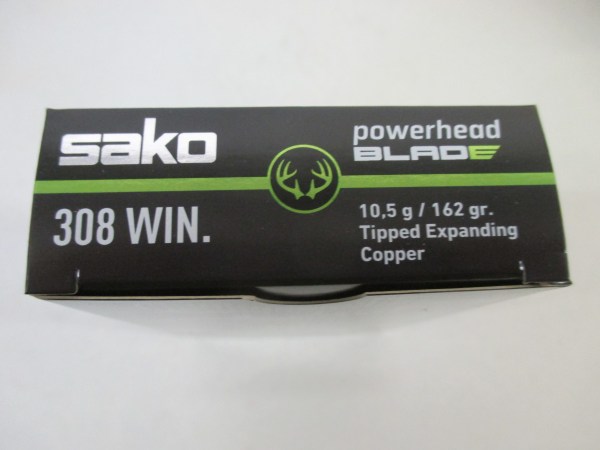 sako
powerhead
BLADE
308 WIN.
10,5 g / 162 gr.
Tipped Expanding
Copper